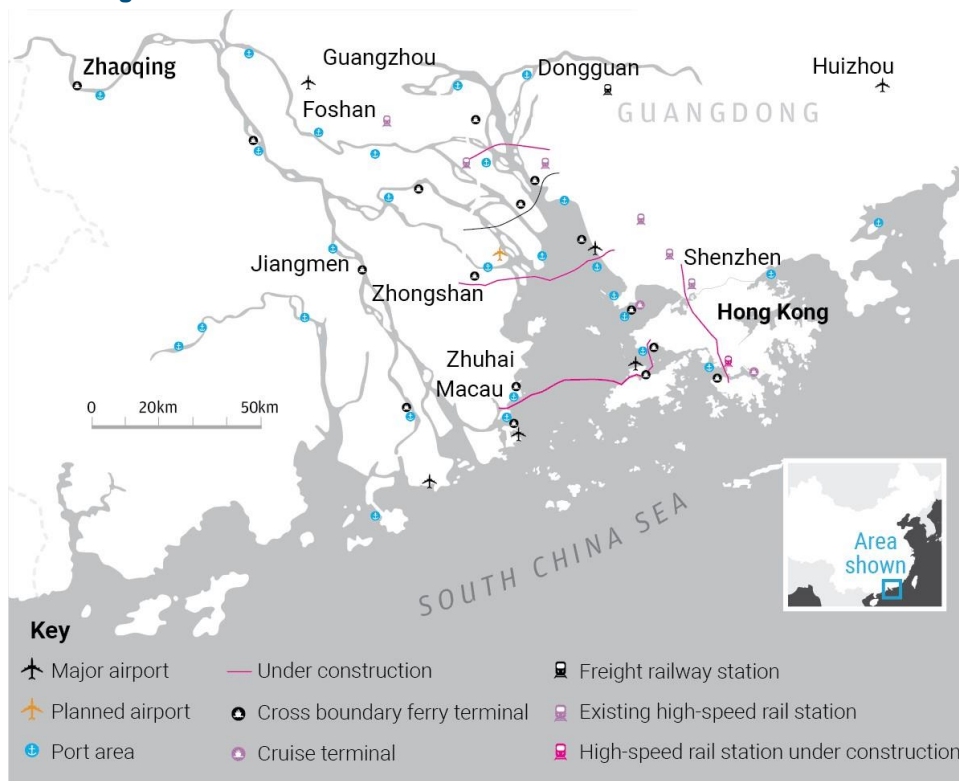 Zhaoqing
Guangzhou
Dongguan
Huizhou
Foshan
GUANGDONG
Jiangmen
Zhongshan
Shenzhen
Hong Kong
Zhuhai
Macau
0 20km 50km
SOUTH CHINA SEA
Area
shown
Key
Major airport
Under construction
Freight railway station
Planned airport
Cross boundary ferry terminal
Existing high-speed rail station
Port area
Cruise terminal
High-speed rail station under construction